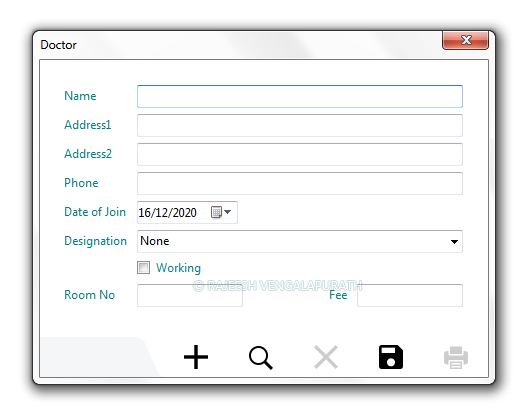 Doctor
Name
Address1
Address2
Phone
Date of Join 16/12/2020
Designation None
Working
© RAJEESH VENGALAPURATH
Room No Fee